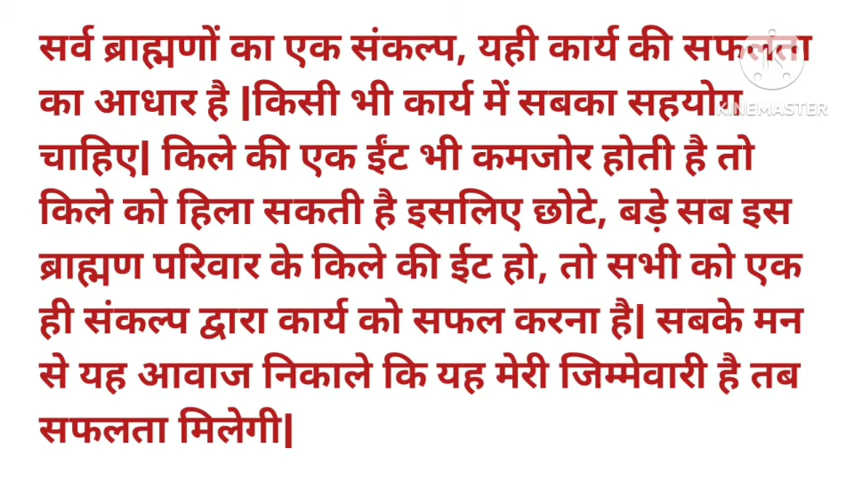 सर्व ब्राह्मणों का एक संकल्प, यही कार्य की सफलता
का आधार है |किसी भी कार्य में सबका सहयोग
चाहिए| किले की एक ईंट भी कमजोर होती है तो
किले को हिला सकती है इसलिए छोटे, बड़े सब इस
ब्राह्मण परिवार के किले की ईट हो, तो सभी को एक
ही संकल्प द्वारा कार्य को सफल करना है| सबके मन
से यह आवाज निकाले कि यह मेरी जिम्मेवारी है तब
सफलता मिलेगी|
KINEMASTER